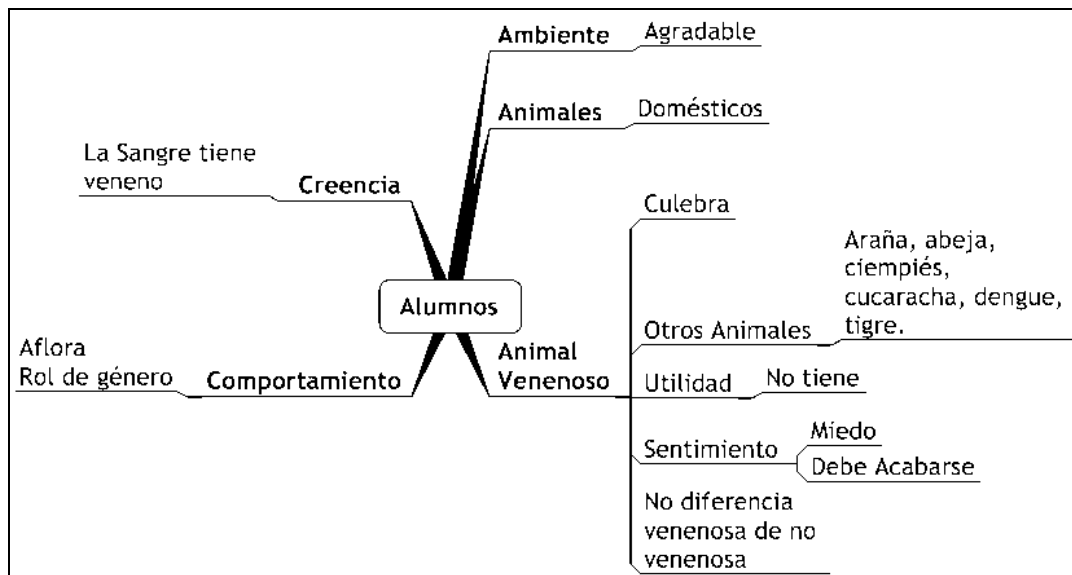 Ambiente
Agradable
Animales
Domésticos
La Sangre tiene
veneno
Creencia
Alumnos
Aflora
Rol de género
Comportamiento
Animal
Venenoso
Culebra
Otros Animales
Araña, abeja,
ciempiés,
cucaracha, dengue,
tigre.
Utilidad
No tiene
Sentimiento
Miedo
Debe Acabarse
No diferencia
venenosa de no
venenosa